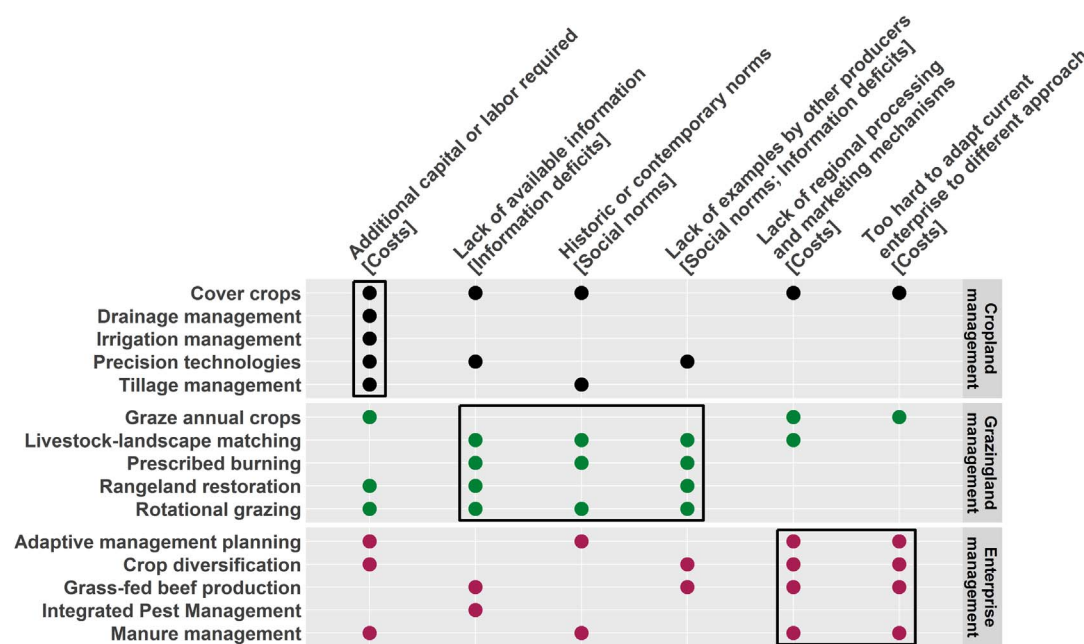 Additional capital or labor required
[Costs]
Lack of available information
[Information deficits]
Historic or contemporary norms
[Social norms]
Lack of examples by other producers
[Social norms; Information deficits]
Lack of regional processing
and marketing mechanisms
[Costs]
Too hard to adapt current
enterprise to different approach
[Costs]
Cover crops
Drainage management
Irrigation management
Precision technologies
Tillage management
Cropland
management
Graze annual crops
Livestock-landscape matching
Prescribed burning
Rangeland restoration
Rotational grazing
Grazingland
management
Adaptive management planning
Crop diversification
Grass-fed beef production
Integrated Pest Management
Manure management
Enterprise
management